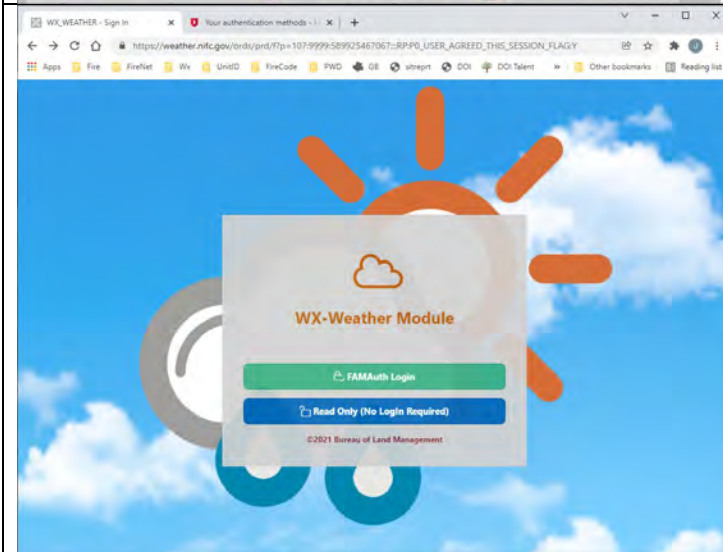 WX_WEATHER - Sign In
Your authentication methods - L
https://weather.nifc.gov/ords/prd/f?p=107:9999:589925467067::RP:P0_USER_AGREED_THIS_SESSION_FLAG:Y
Apps Fire FireNet Wx UnitID FireCode PWD GB sitreprt DOI DOI Talent » Other bookmarks Reading list
WX-Weather Module
FAMAuth Login
Read Only (No LogIn Required)
©2021 Bureau of Land Management